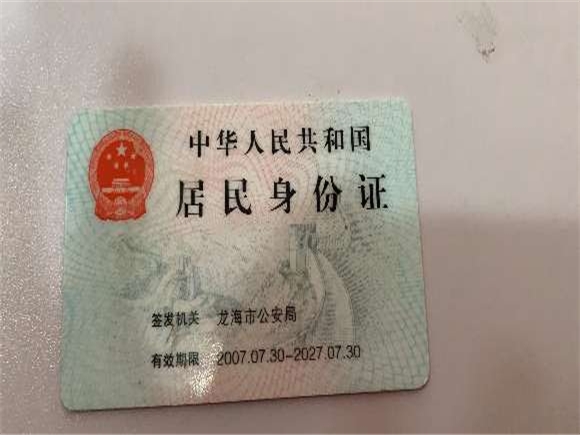 中华人民共和国
居民身份证
签发机关 龙海市公安局
有效期限 2007.07.30-2027.07.30